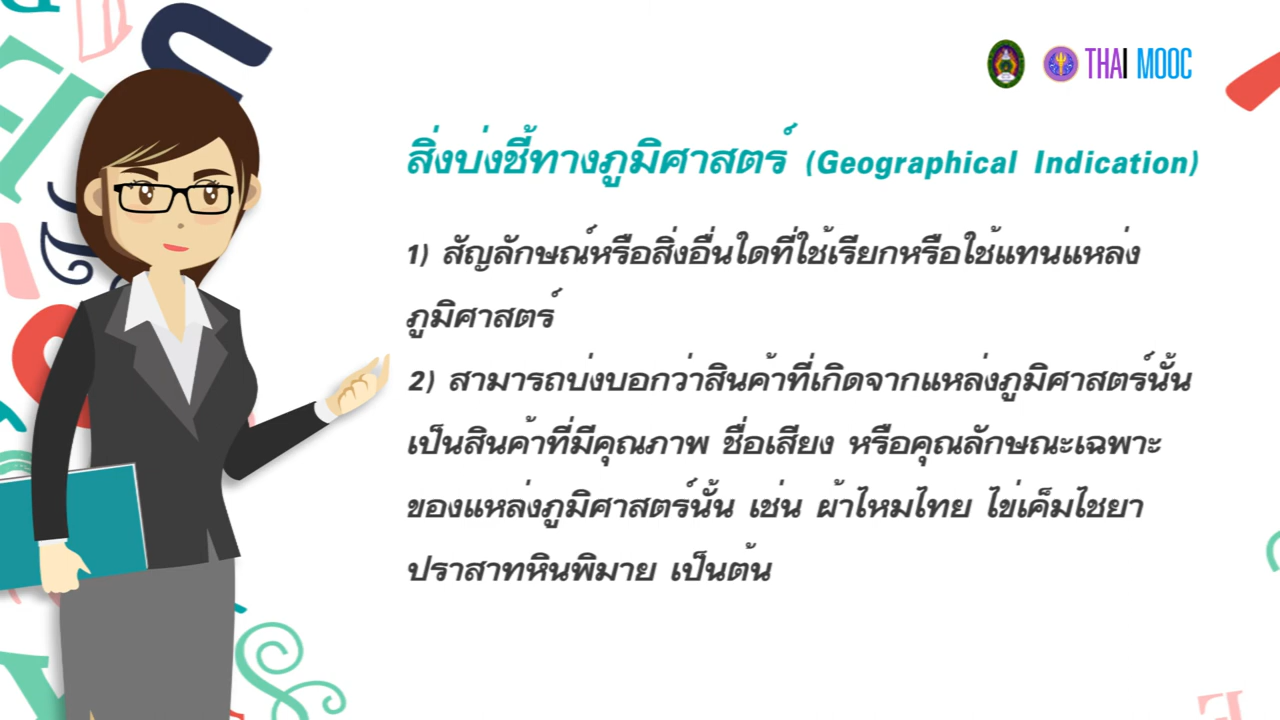 THAI MOOC
สิ่งบ่งชี้ทางภูมิศาสตร์ (Geographical Indication)
1) สัญลักษณ์หรือสิ่งอื่นใดที่ใช้เรียกหรือใช้แทนแหล่ง
ภูมิศาสตร์
2) สามารถบ่งบอกว่าสินค้าที่เกิดจากแหล่งภูมิศาสตร์นั้น
เป็นสินค้าที่มีคุณภาพ ชื่อเสียง หรือคุณลักษณะเฉพาะ
ของแหล่งภูมิศาสตร์นั้น เช่น ผ้าไหมไทย ไข่เค็มไชยา
ปราสาทหินพิมาย เป็นต้น